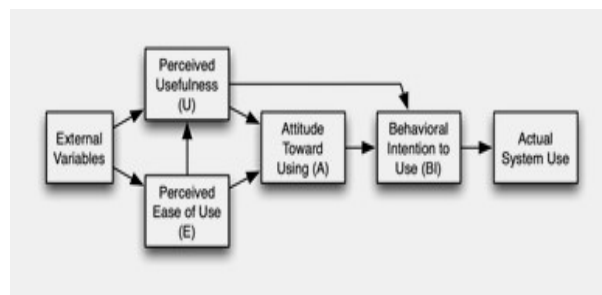 External
Variables
Perceived
Usefulness
(U)
Perceived
Ease of Use
(E)
Attitude
Toward
Using (A)
Behavioral
Intention to
Use (BI)
Actual
System Use